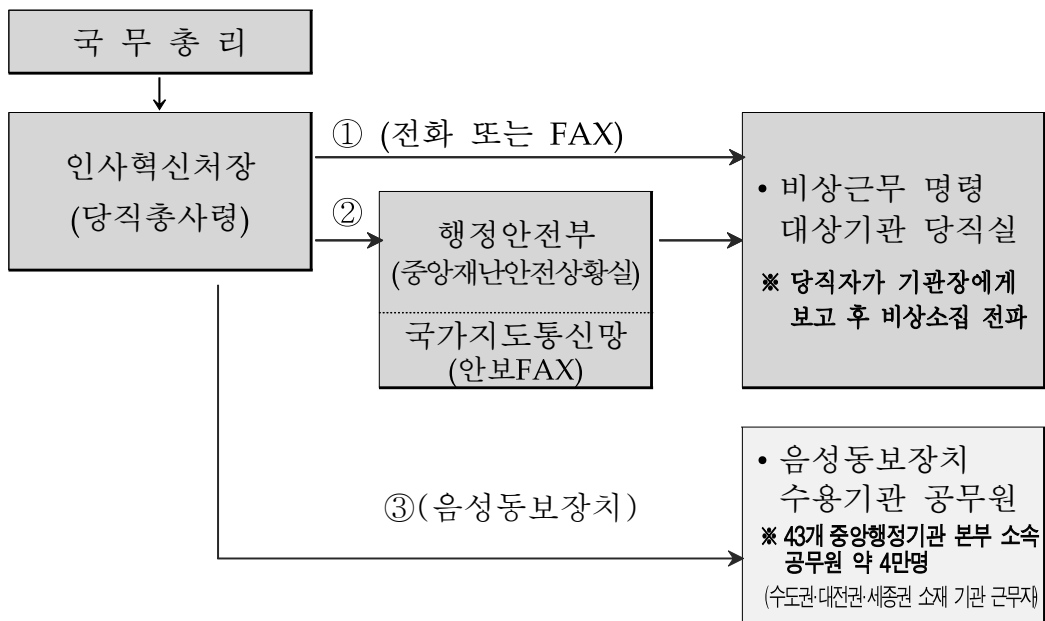 국 무 총 리
인사혁신처장
(당직총사령)
① (전화 또는 FAX)
②
행정안전부
(중앙재난안전상황실)
국가지도통신망
(안보FAX)
• 비상근무 명령
대상기관 당직실
※ 당직자가 기관장에게
보고 후 비상소집 전파
③(음성동보장치)
• 음성동보장치
수용기관 공무원
※ 43개 중앙행정기관 본부 소속
공무원 약 4만명
(수도권·대전권·세종권 소재 기관 근무자)